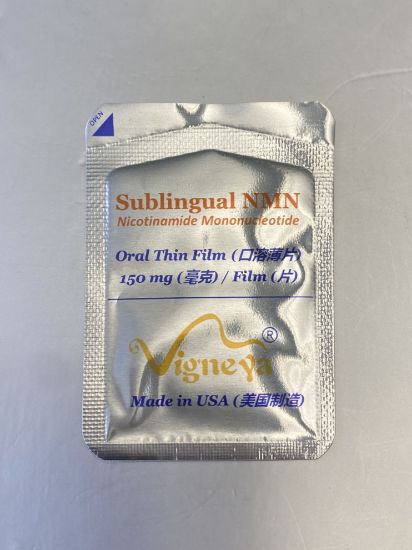 OPEN
Sublingual NMN
Nicotinamide Mononucleotide
Oral Thin Film (口溶薄片)
150 mg (毫克) / Film (片)
Vigneya®
Made in USA (美国制造)